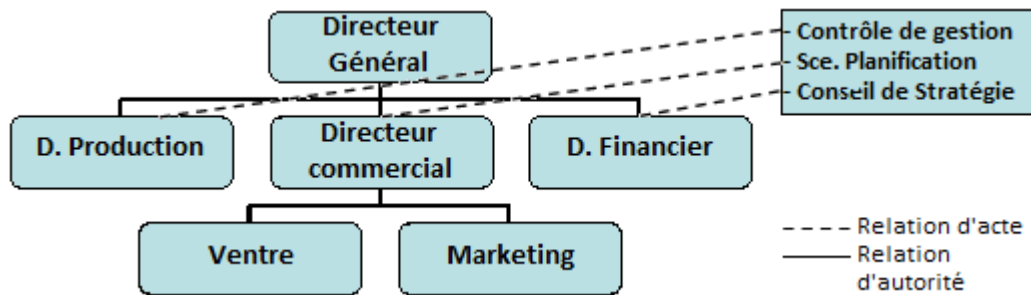 Directeur
Général
- Contrôle de gestion
- Sce. Planification
- Conseil de Stratégie
D. Production
Directeur
commercial
D. Financier
Ventre
Marketing
Relation d'acte
Relation
d'autorité